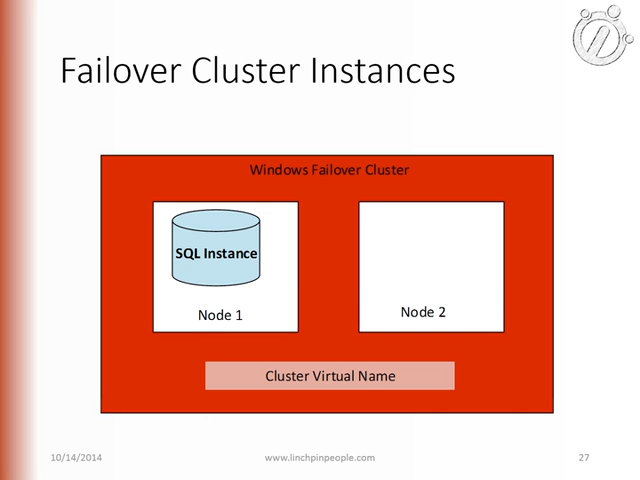 Failover Cluster Instances
Windows Failover Cluster
SQL Instance
Node 1
Node 2
Cluster Virtual Name
10/14/2014
www.linchpinpeople.com
27